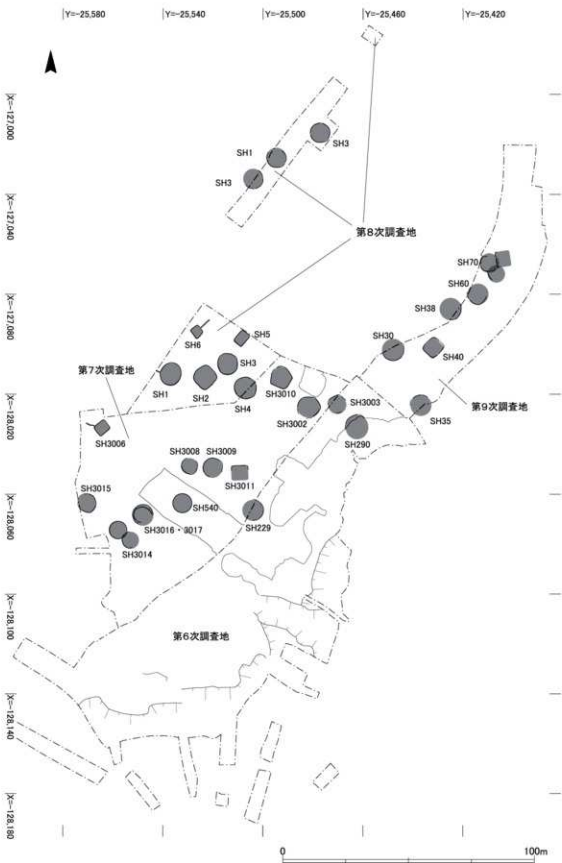 Y=-25,580
Y=-25,540
Y=-25,500
Y=-25,460
Y=-25,420
X=-127,000
X=-127,040
X=-127,080
X=-128,020
X=-128,060
X=-128,100
X=-128,140
X=-128,180
SH3
SH1
SH3
第8次調査地
SH70
SH60
SH38
SH30
SH40
SH35
第9次調査地
SH6
SH5
SH3
SH1
SH2
SH4
SH3010
SH3002
SH3003
SH290
第7次調査地
SH3006
SH3008
SH3009
SH3011
SH3015
SH540
SH229
SH3016・3017
SH3014
第6次調査地
0
100m